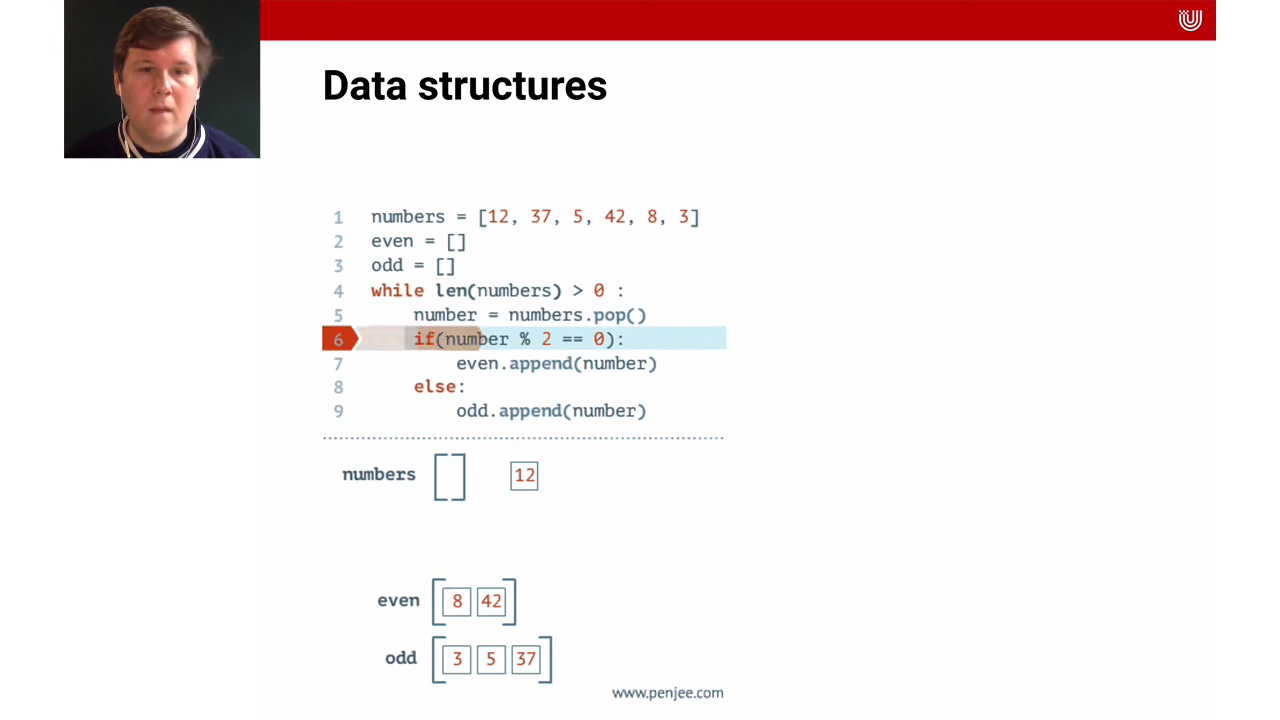 Data structures
1 numbers = [12, 37, 5, 42, 8, 3]
2 even = []
3 odd = []
4 while len(numbers) > 0 :
5 number = numbers.pop()
6 if(number % 2 == 0):
7 even.append(number)
8 else:
9 odd.append(number)
numbers [ ] 12
even [8 42]
odd [3 5 37]
www.penjee.com